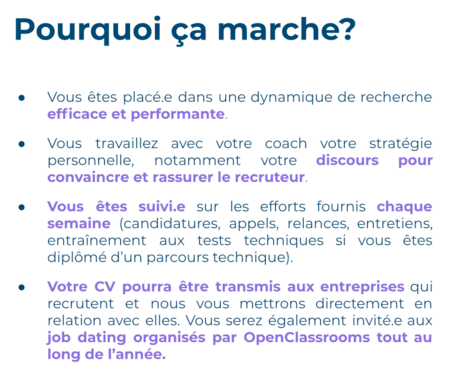 Pourquoi ça marche?
● Vous êtes placé.e dans une dynamique de recherche
efficace et performante.
● Vous travaillez avec votre coach votre stratégie
personnelle, notamment votre discours pour
convaincre et rassurer le recruteur.
● Vous êtes suivi.e sur les efforts fournis chaque
semaine (candidatures, appels, relances, entretiens,
entraînement aux tests techniques si vous êtes
diplômé d'un parcours technique).
● Votre CV pourra être transmis aux entreprises qui
recrutent et nous vous mettrons directement en
relation avec elles. Vous serez également invité.e aux
job dating organisés par OpenClassrooms tout au
long de l'année.